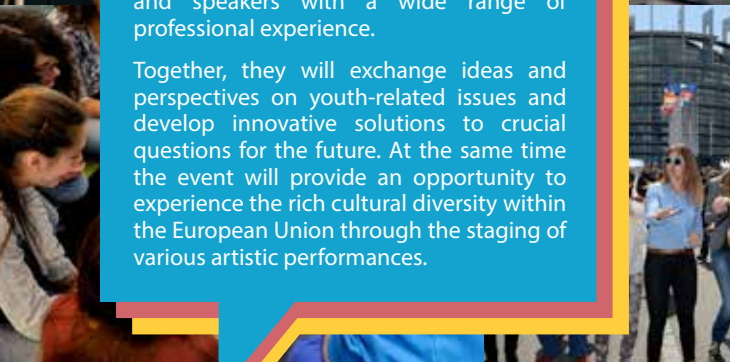 and speakers with a wide range of
professional experience.
Together, they will exchange ideas and
perspectives on youth-related issues and
develop innovative solutions to crucial
questions for the future. At the same time
the event will provide an opportunity to
experience the rich cultural diversity within
the European Union through the staging of
various artistic performances.